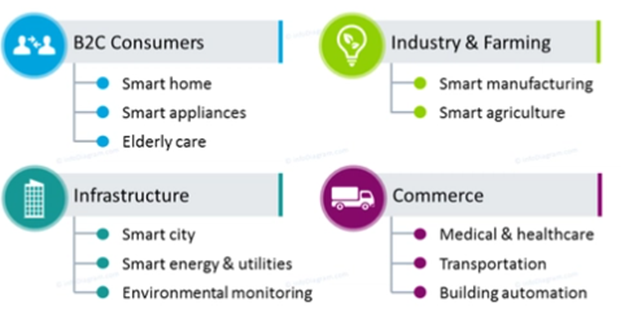 B2C Consumers
Smart home
Smart appliances
Elderly care
Industry & Farming
Smart manufacturing
Smart agriculture
Infrastructure
Smart city
Smart energy & utilities
Environmental monitoring
Commerce
Medical & healthcare
Transportation
Building automation